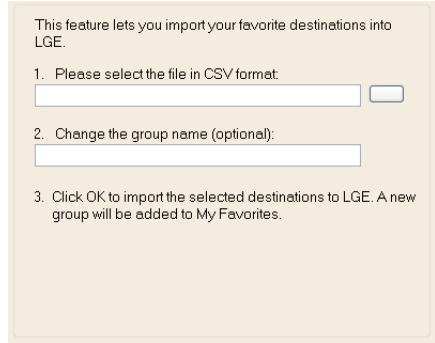 This feature lets you import your favorite destinations into
LGE.
1. Please select the file in CSV format:
2. Change the group name (optional):
3. Click OK to import the selected destinations to LGE. A new
group will be added to My Favorites.